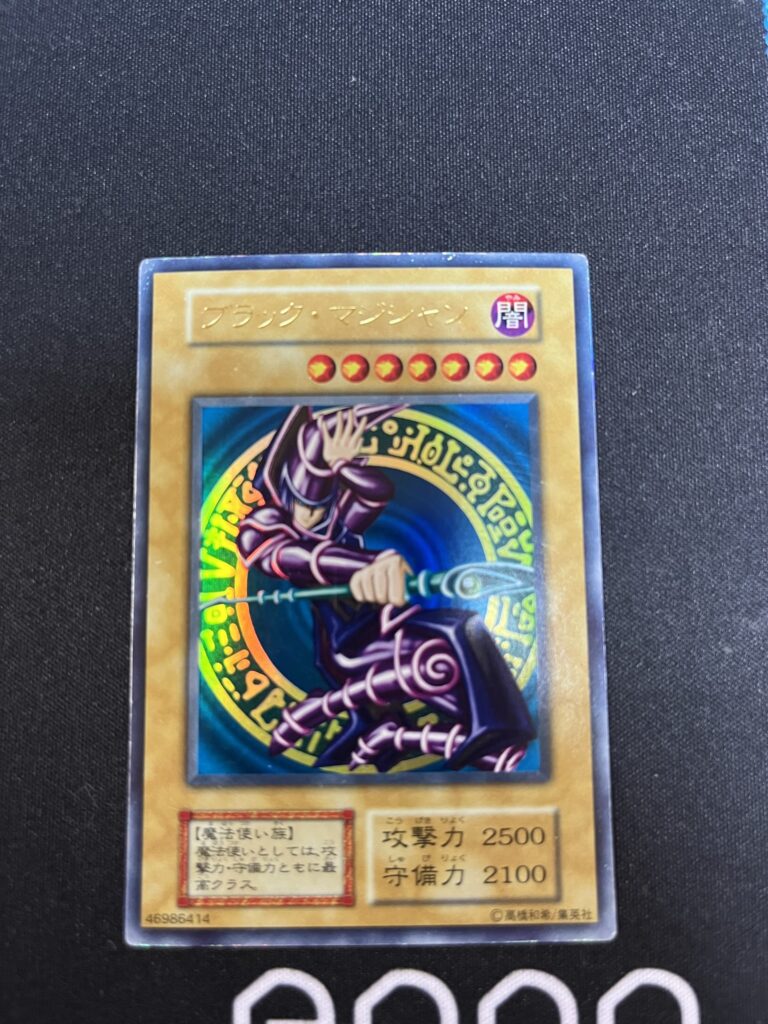 ブラック・マジシャン
闇
【魔法使い族】
魔法使いとしては、攻
撃力・守備力ともに最
高クラス。
攻撃力 2500
守備力 2100
46986414
©高橋和希/集英社